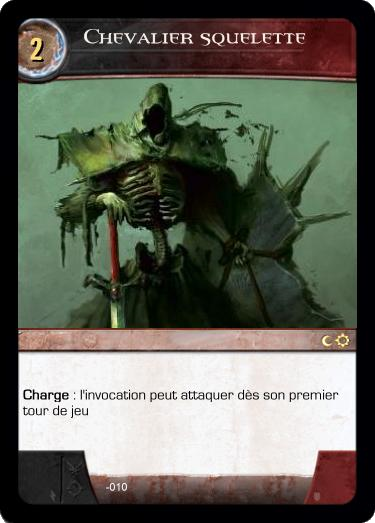 2
Chevalier squelette
Charge : l'invocation peut attaquer dès son premier
tour de jeu
-010